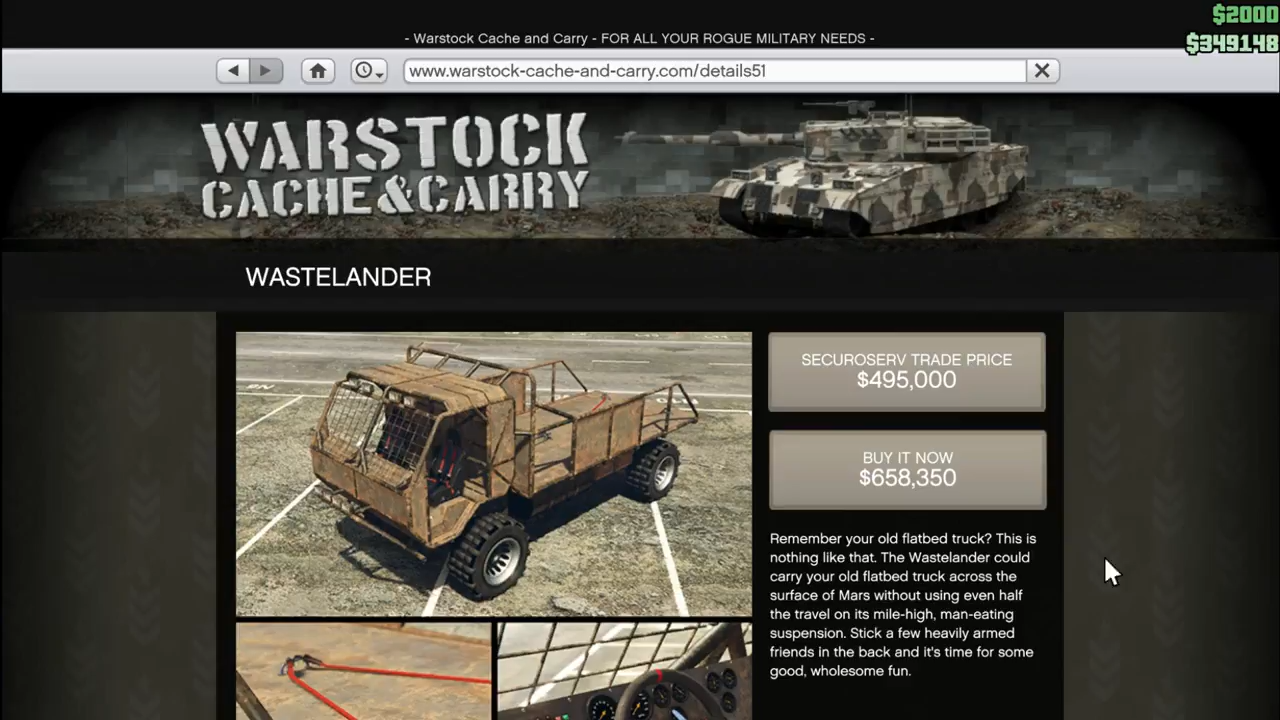 $2000
- Warstock Cache and Carry - FOR ALL YOUR ROGUE MILITARY NEEDS -
$349148
www.warstock-cache-and-carry.com/details51
WARSTOCK
CACHE&CARRY
WASTELANDER
SECUROSERV TRADE PRICE
$495,000
BUY IT NOW
$658,350
Remember your old flatbed truck? This is
nothing like that. The Wastelander could
carry your old flatbed truck across the
surface of Mars without using even half
the travel on its mile-high, man-eating
suspension. Stick a few heavily armed
friends in the back and it's time for some
good, wholesome fun.